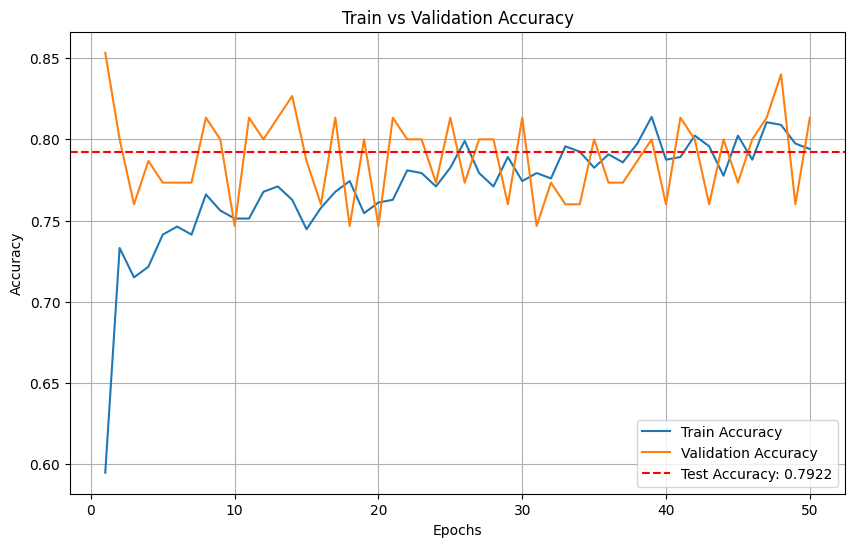 Train vs Validation Accuracy
Accuracy
0.85
0.80
0.75
0.70
0.65
0.60
Train Accuracy
Validation Accuracy
Test Accuracy: 0.7922
0 10 20 30 40 50
Epochs